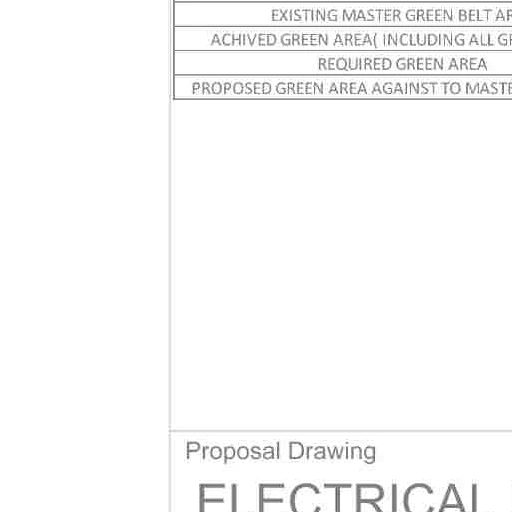 EXISTING MASTER GREEN BELT AR
ACHIVED GREEN AREA( INCLUDING ALL GR
REQUIRED GREEN AREA
PROPOSED GREEN AREA AGAINST TO MASTE
Proposal Drawing
ELECTRICAL